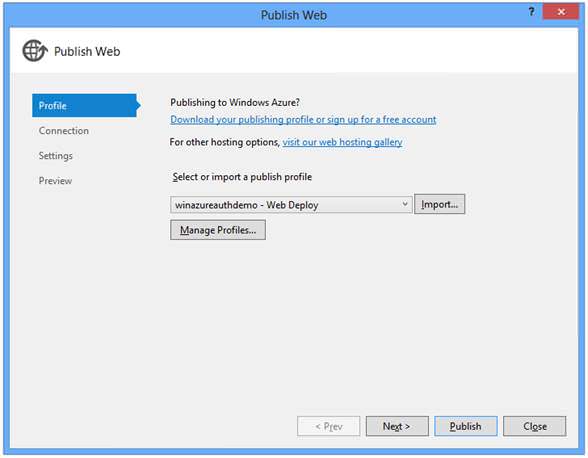 Publish Web
?
Publish Web
Profile
Connection
Settings
Preview
Publishing to Windows Azure?
Download your publishing profile or sign up for a free account
For other hosting options, visit our web hosting gallery
Select or import a publish profile
winazureauthdemo - Web Deploy
Import...
Manage Profiles...
< Prev
Next >
Publish
Close